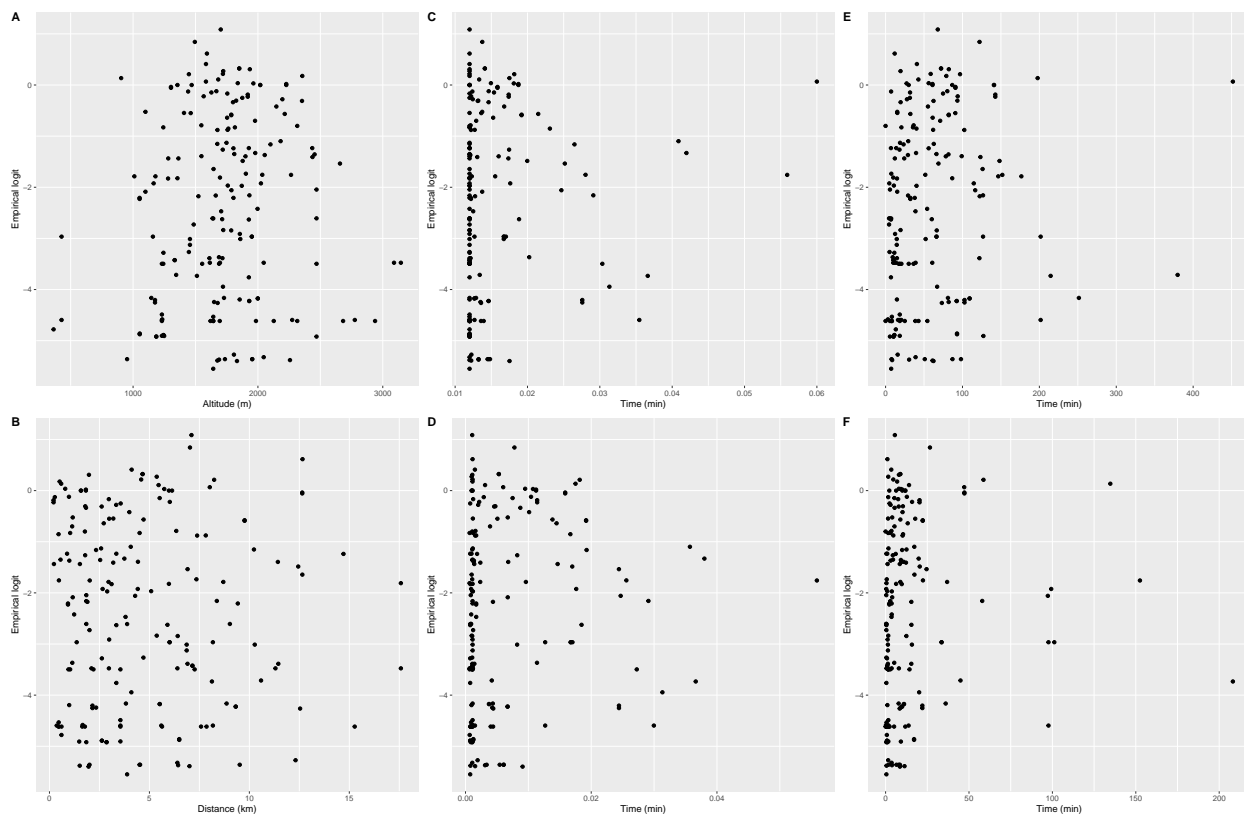 A
C
E
Empirical logit
Empirical logit
Empirical logit
0
−2
−4
0
−2
−4
0
−2
−4
1000
2000
3000
0.01
0.02
0.03
0.04
0.05
0.06
0
100
200
300
400
Altitude (m)
Time (min)
Time (min)
B
D
F
Empirical logit
Empirical logit
Empirical logit
0
−2
−4
0
−2
−4
0
−2
−4
0
5
10
15
0.00
0.02
0.04
0
50
100
150
200
Distance (km)
Time (min)
Time (min)